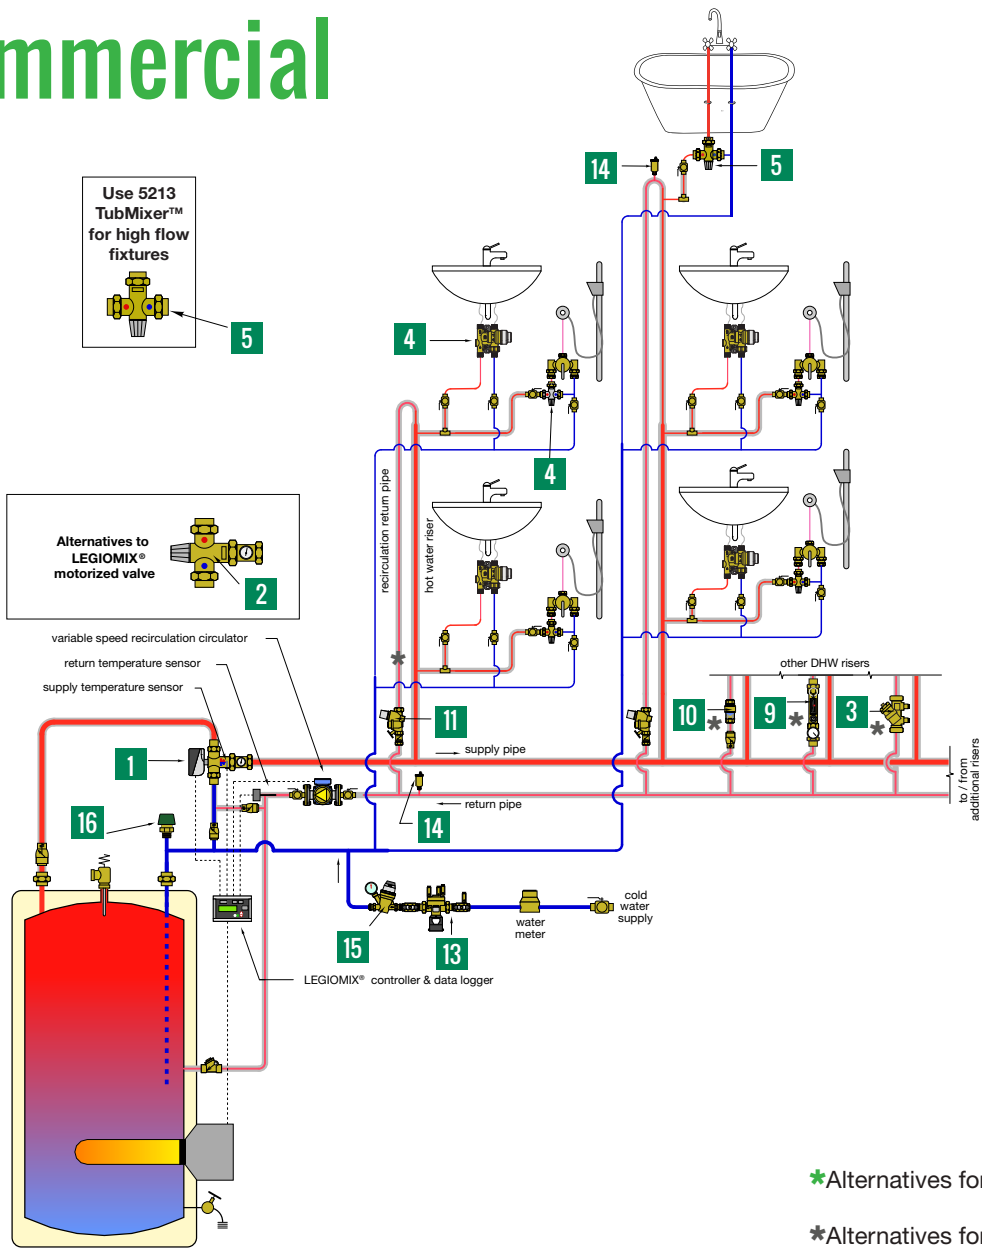 mmercial
14
5
Use 5213
TubMixer™
for high flow
fixtures
5
4
4
recirculation return pipe
hot water riser
Alternatives to
LEGIOMIX®
motorized valve
2
variable speed recirculation circulator
return temperature sensor
supply temperature sensor
other DHW risers
*
11
10
*
9
*
3
*
1
supply pipe
return pipe
14
to / from
additional risers
16
cold
water
supply
water
meter
15
13
LEGIOMIX® controller & data logger
*Alternatives for
*Alternatives for